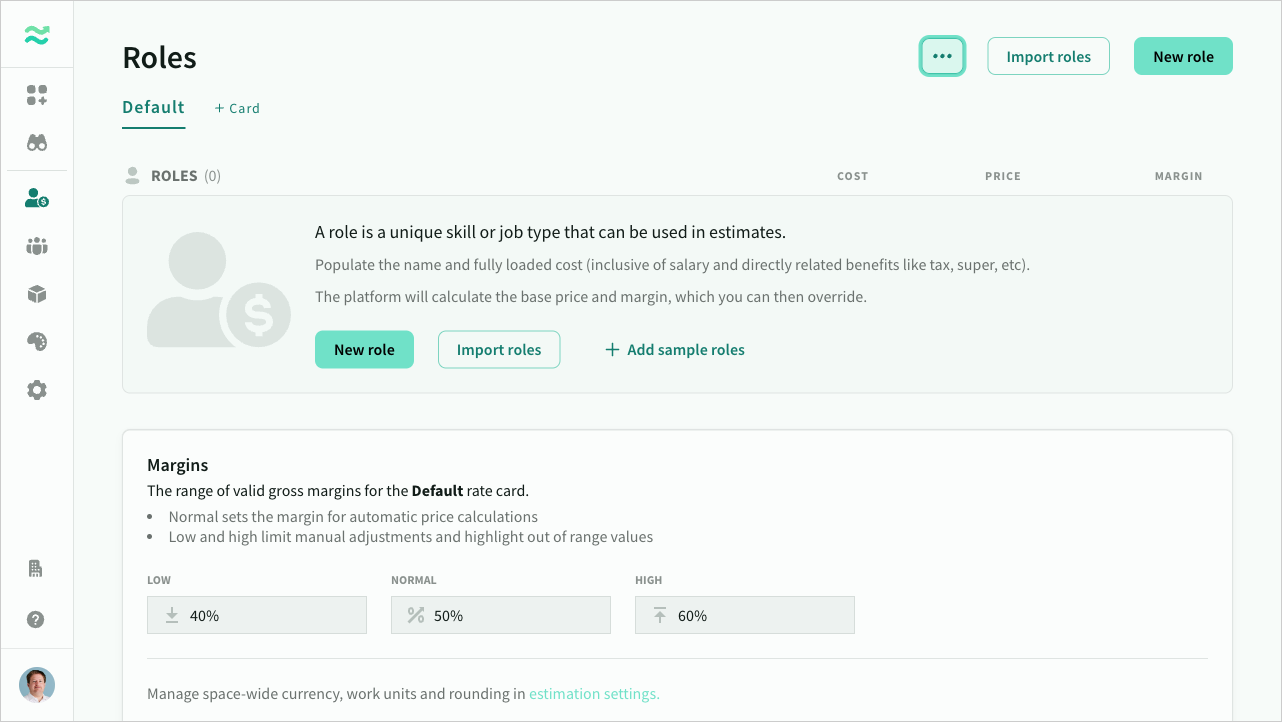 Roles
Import roles
New role
Default
+ Card
ROLES (0)
COST
PRICE
MARGIN
$
A role is a unique skill or job type that can be used in estimates.
Populate the name and fully loaded cost (inclusive of salary and directly related benefits like tax, super, etc).
The platform will calculate the base price and margin, which you can then override.
New role
Import roles
+ Add sample roles
Margins
The range of valid gross margins for the Default rate card.
• Normal sets the margin for automatic price calculations
• Low and high limit manual adjustments and highlight out of range values
LOW
NORMAL
HIGH
40%
% 50%
60%
Manage space-wide currency, work units and rounding in estimation settings.